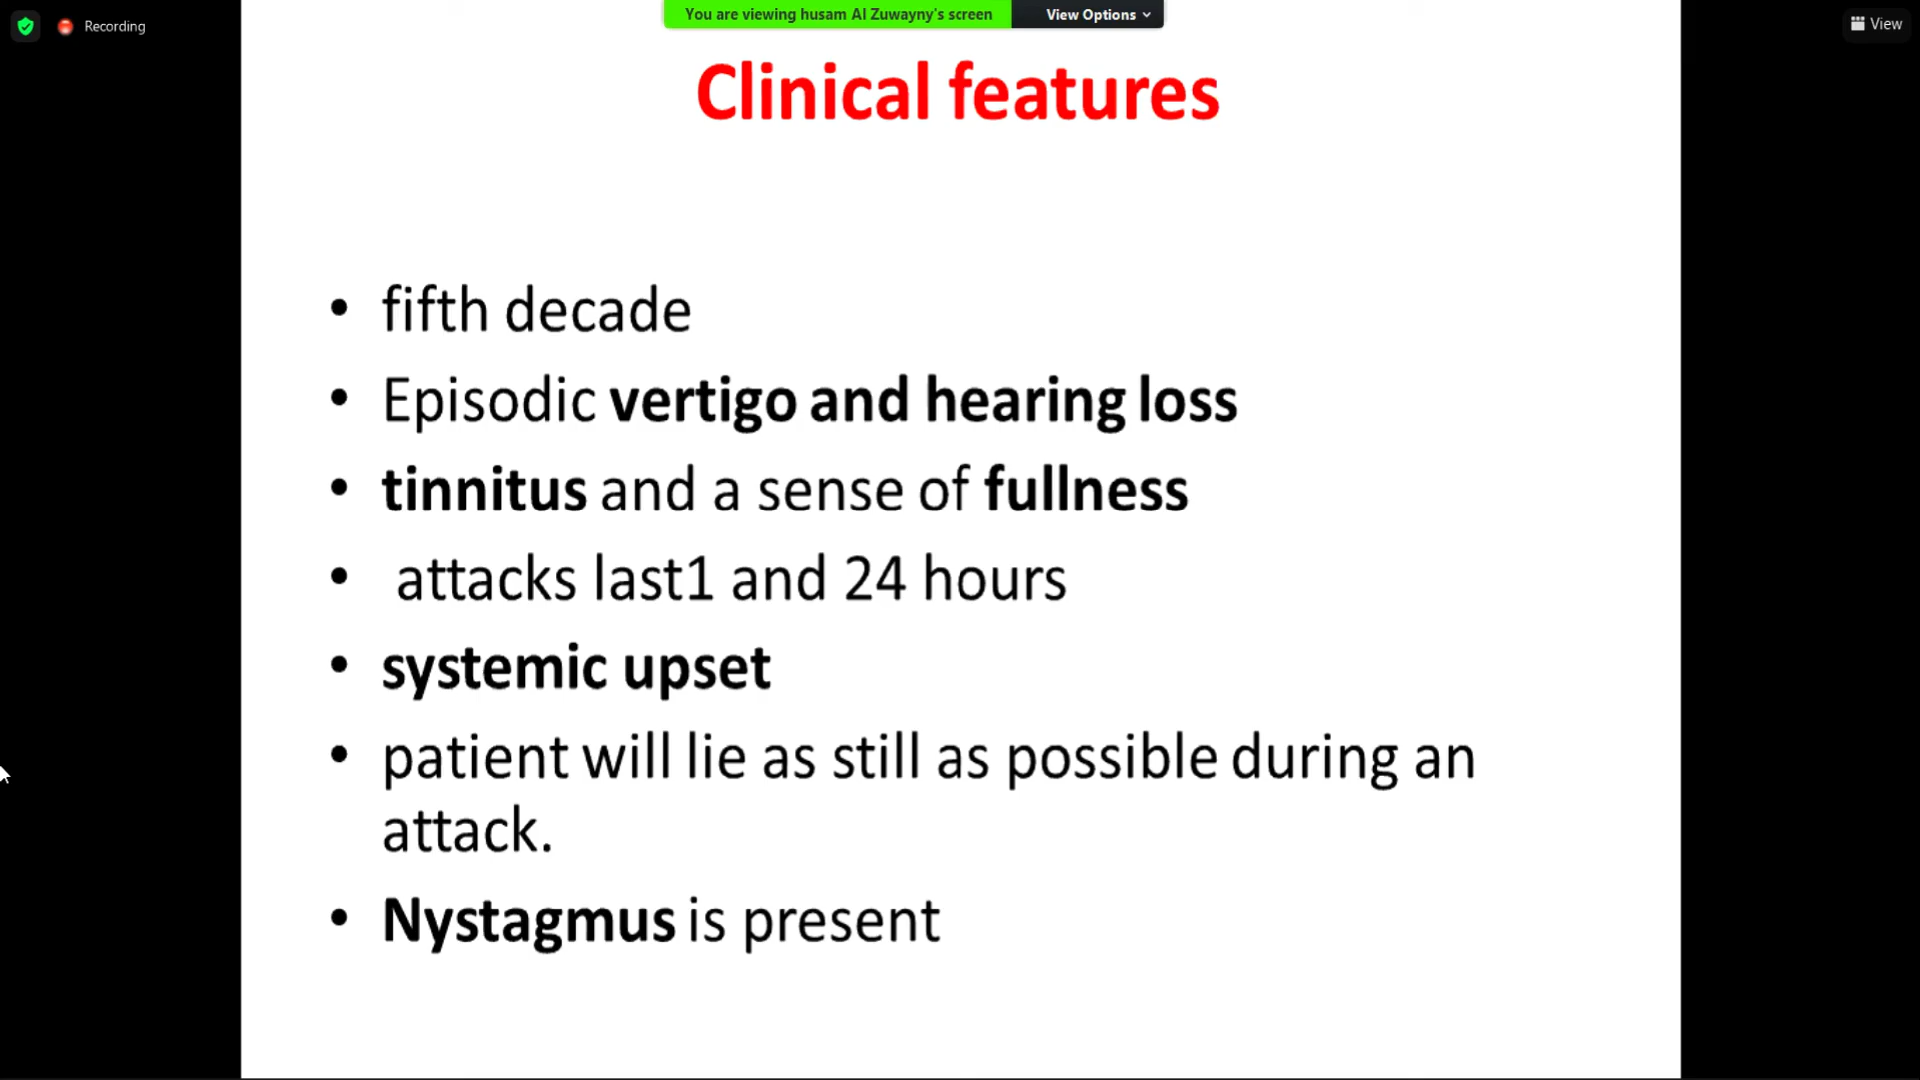 Recording
You are viewing husam Al Zuwayny's screen
View Options
View
Clinical features
• fifth decade
• Episodic vertigo and hearing loss
• tinnitus and a sense of fullness
• attacks last1 and 24 hours
• systemic upset
• patient will lie as still as possible during an
attack.
• Nystagmus is present